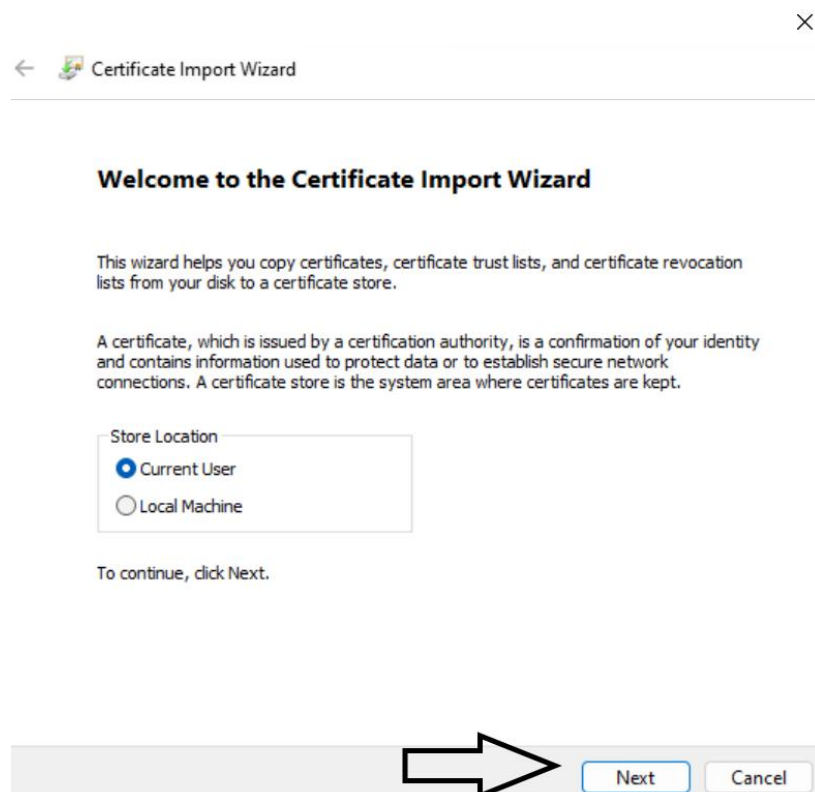 Certificate Import Wizard
Welcome to the Certificate Import Wizard
This wizard helps you copy certificates, certificate trust lists, and certificate revocation
lists from your disk to a certificate store.
A certificate, which is issued by a certification authority, is a confirmation of your identity
and contains information used to protect data or to establish secure network
connections. A certificate store is the system area where certificates are kept.
Store Location
Current User
Local Machine
To continue, click Next.
Next Cancel